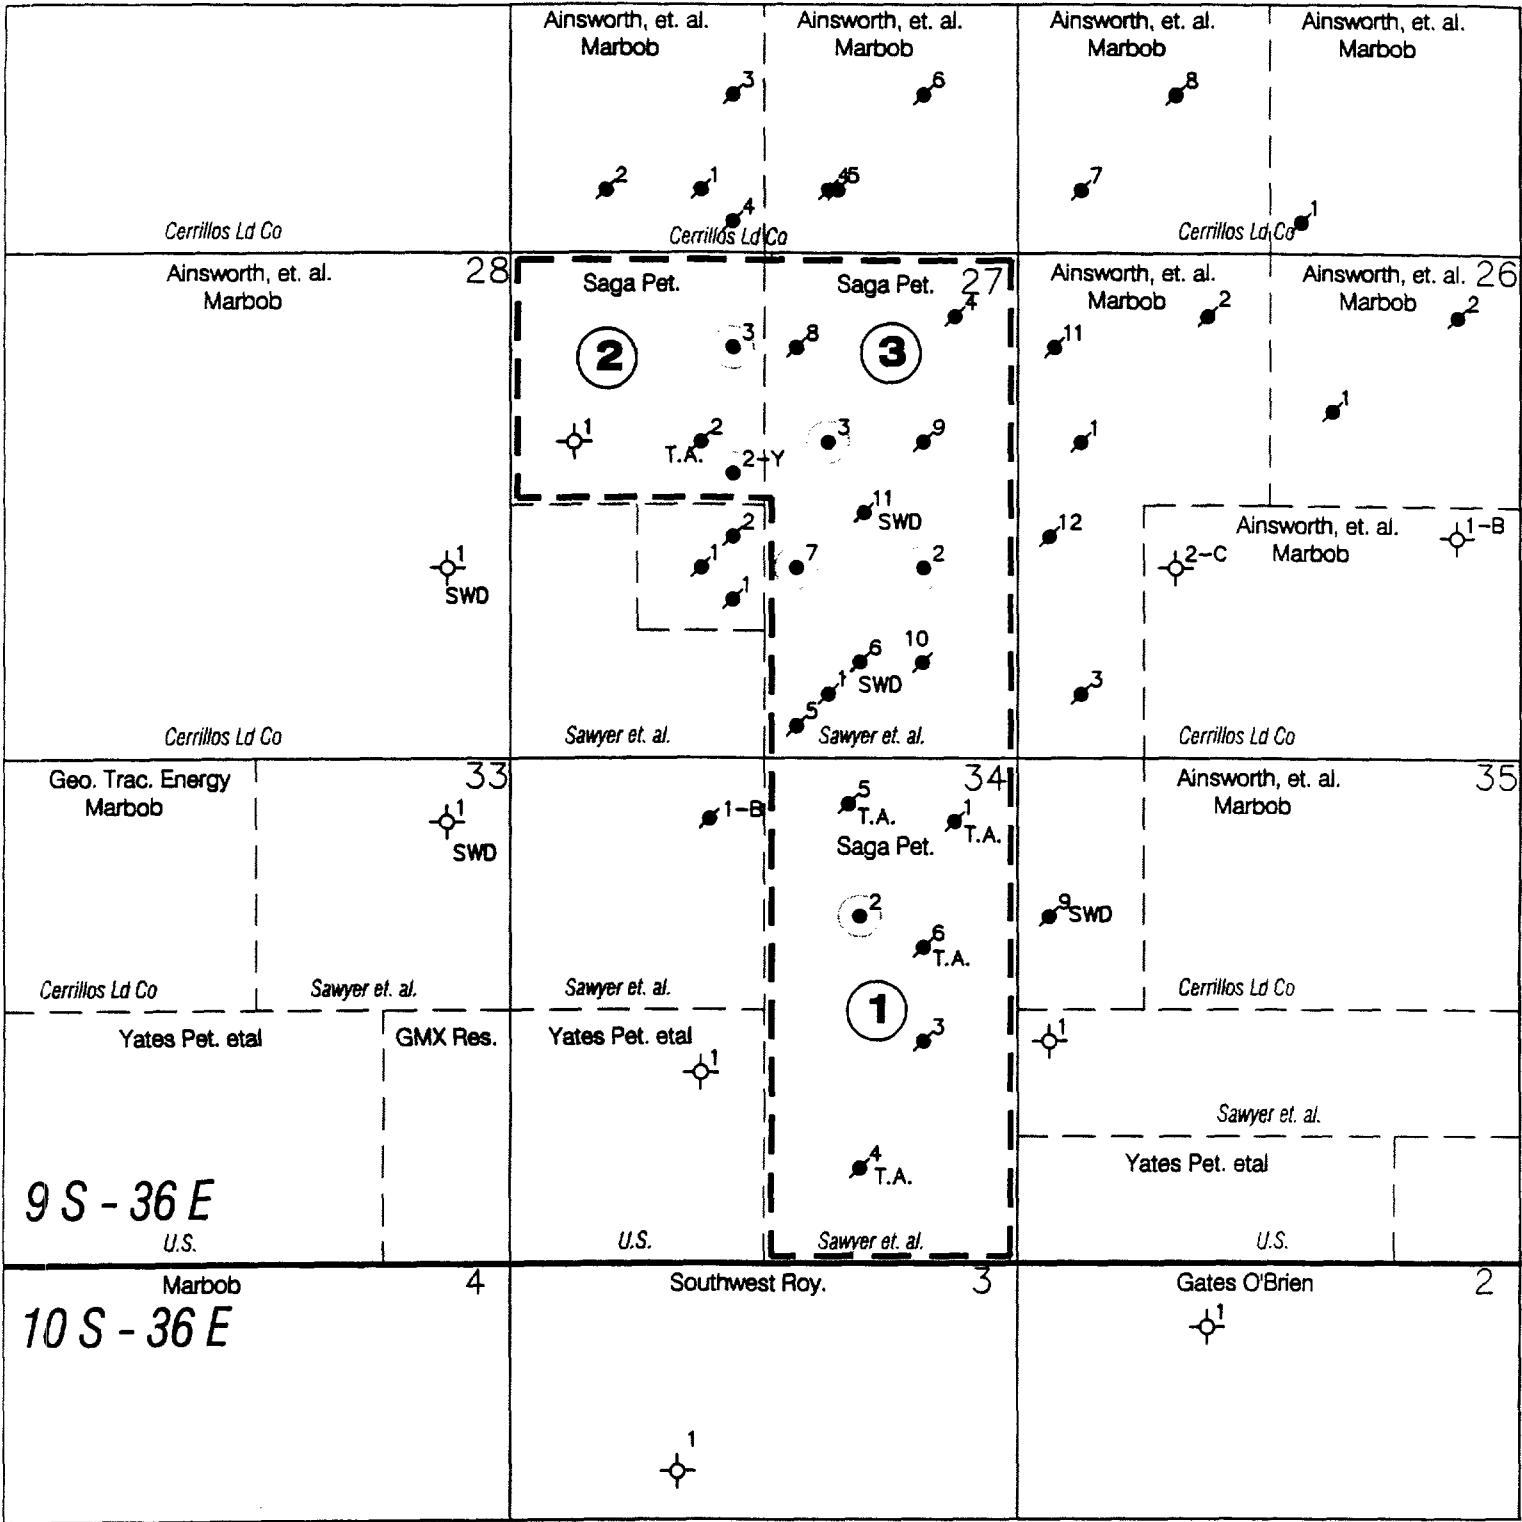 Ainsworth, et. al. Ainsworth, et. al. Ainsworth, et. al. Ainsworth, et. al.
Marbob Marbob Marbob Marbob
3 6 8
2 1 45 7
4 1
Cerrillos Ld Co Cerrillos Ld Co Cerrillos Ld Co
Ainsworth, et. al. 28 Saga Pet. Saga Pet. 27 Ainsworth, et. al. Ainsworth, et. al. 26
Marbob Marbob Marbob
4 2 2
3 8 11
2 3
1 2 3 9 1 1
T.A. 2-Y
11
SWD
2 12 Ainsworth, et. al. 1-B
Marbob
1 1 7 2 2-C
SWD 1
6 10
SWD
1 3
5
Cerrillos Ld Co Sawyer et. al. Sawyer et. al. Cerrillos Ld Co
Geo. Trac. Energy 33 34 Ainsworth, et. al. 35
Marbob Marbob
1 1-B 5 1
SWD T.A. T.A.
Saga Pet.
2 9 SWD
6
T.A.
Cerrillos Ld Co Sawyer et. al. Sawyer et. al. Cerrillos Ld Co
1
Yates Pet. etal GMX Res. Yates Pet. etal 3 1
1
Sawyer et. al.
4 Yates Pet. etal
T.A.
9 S - 36 E
U.S. U.S. Sawyer et. al. U.S.
Marbob 4 Southwest Roy. 3 Gates O'Brien 2
10 S - 36 E 1
1